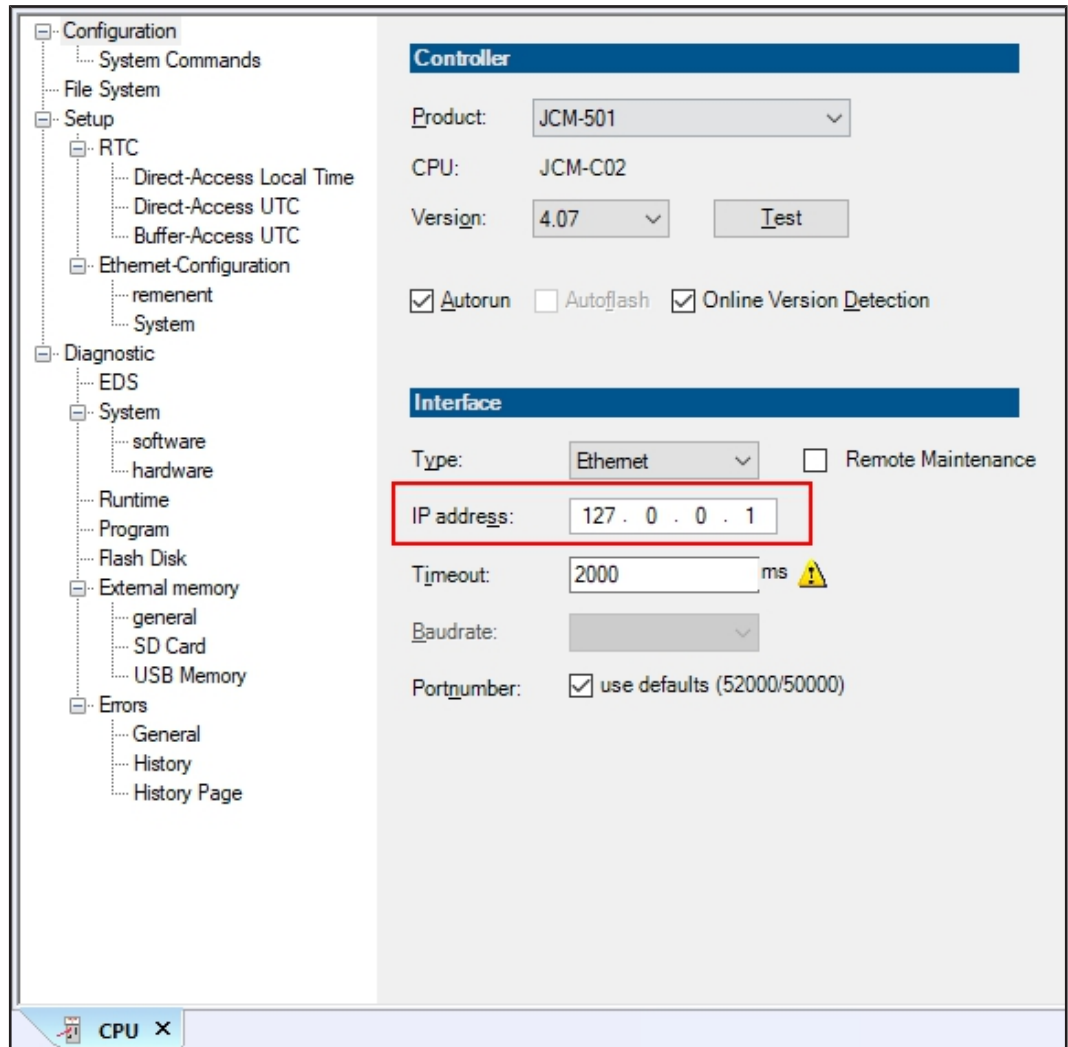 Configuration
System Commands
File System
Setup
RTC
Direct-Access Local Time
Direct-Access UTC
Buffer-Access UTC
Ethernet-Configuration
remenent
System
Diagnostic
EDS
System
software
hardware
Runtime
Program
Flash Disk
External memory
general
SD Card
USB Memory
Errors
General
History
History Page
Controller
Product: JCM-501
CPU: JCM-C02
Version: 4.07 Test
Autorun Autoflash Online Version Detection
Interface
Type: Ethernet Remote Maintenance
IP address: 127 . 0 . 0 . 1
Timeout: 2000 ms
Baudrate:
Portnumber: use defaults (52000/50000)
CPU